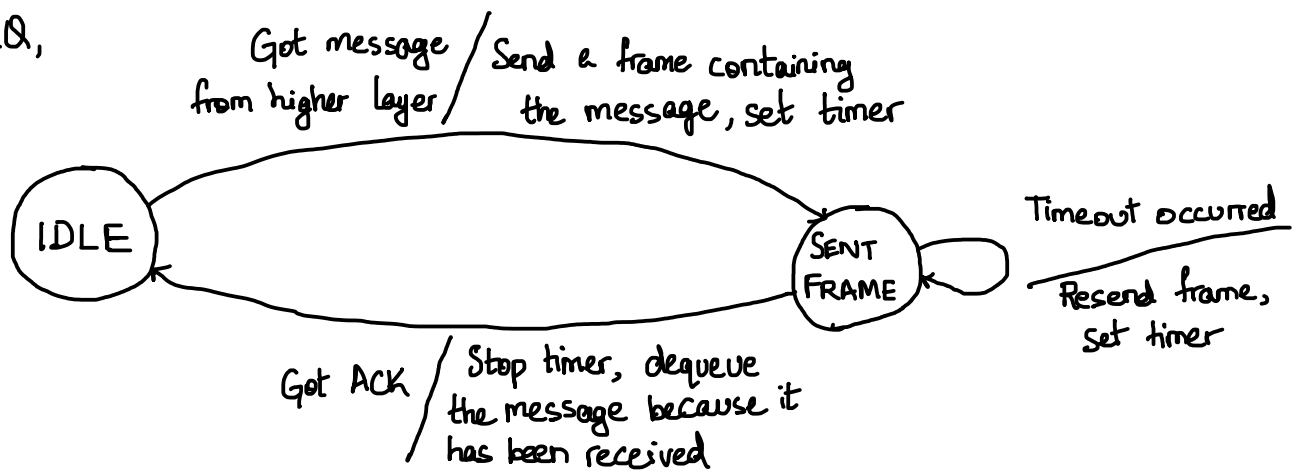 Q,
Got message
from higher layer
Send a frame containing
the message, set timer
IDLE
SENT
FRAME
Timeout occurred
Resend frame,
set timer
Got ACK
Stop timer, dequeue
the message because it
has been received